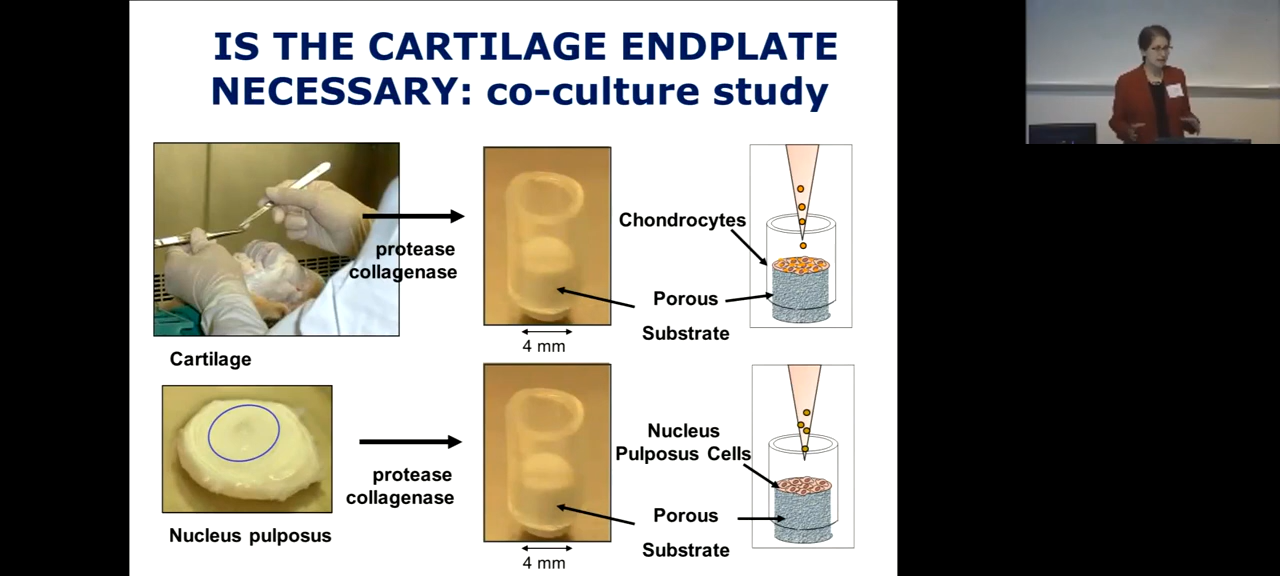 IS THE CARTILAGE ENDPLATE
NECESSARY: co-culture study
protease
collagenase
Cartilage
4 mm
Chondrocytes
Porous
Substrate
protease
collagenase
Nucleus pulposus
4 mm
Nucleus
Pulposus Cells
Porous
Substrate